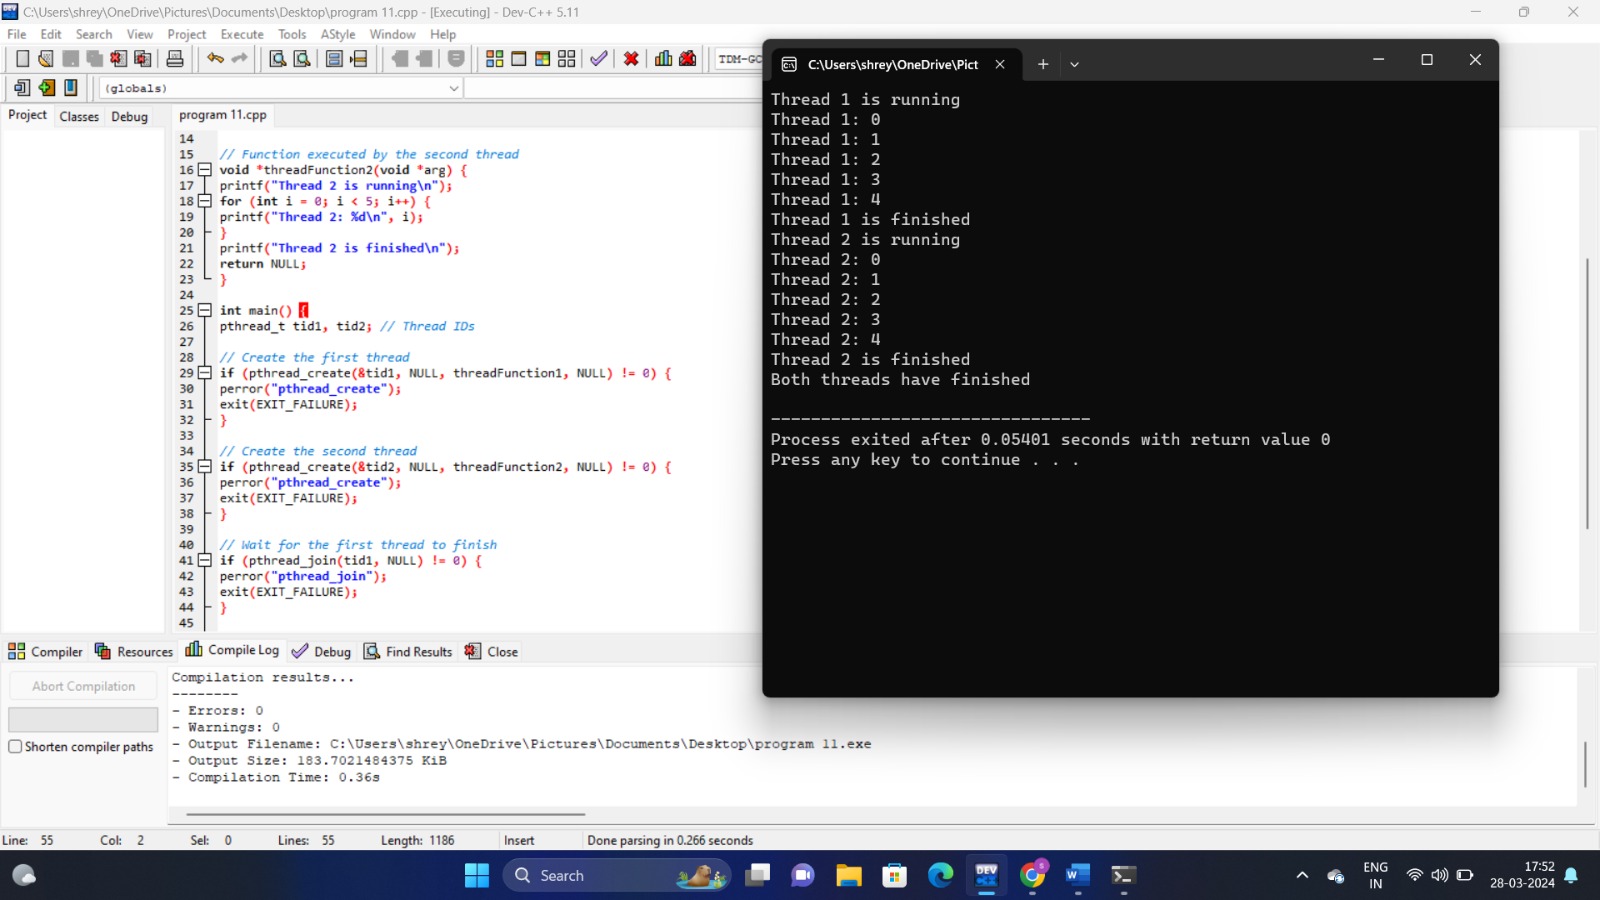 C:\Users\shrey\OneDrive\Pictures\Documents\Desktop\program 11.cpp - [Executing] - Dev-C++ 5.11
File Edit Search View Project Execute Tools AStyle Window Help
TDM-GC
(globals)
Project Classes Debug
program 11.cpp
14
15 // Function executed by the second thread
16 void *threadFunction2(void *arg) {
17 printf("Thread 2 is running\n");
18 for (int i = 0; i < 5; i++) {
19 printf("Thread 2: %d\n", i);
20 }
21 printf("Thread 2 is finished\n");
22 return NULL;
23 }
24
25 int main() {
26 pthread_t tid1, tid2; // Thread IDs
27
28 // Create the first thread
29 if (pthread_create(&tid1, NULL, threadFunction1, NULL) != 0) {
30 perror("pthread_create");
31 exit(EXIT_FAILURE);
32 }
33
34 // Create the second thread
35 if (pthread_create(&tid2, NULL, threadFunction2, NULL) != 0) {
36 perror("pthread_create");
37 exit(EXIT_FAILURE);
38 }
39
40 // Wait for the first thread to finish
41 if (pthread_join(tid1, NULL) != 0) {
42 perror("pthread_join");
43 exit(EXIT_FAILURE);
44 }
45
C:\Users\shrey\OneDrive\Pict
Thread 1 is running
Thread 1: 0
Thread 1: 1
Thread 1: 2
Thread 1: 3
Thread 1: 4
Thread 1 is finished
Thread 2 is running
Thread 2: 0
Thread 2: 1
Thread 2: 2
Thread 2: 3
Thread 2: 4
Thread 2 is finished
Both threads have finished
--------------------------------
Process exited after 0.05401 seconds with return value 0
Press any key to continue . . .
Compiler Resources Compile Log Debug Find Results Close
Abort Compilation
Shorten compiler paths
Compilation results...
--------
- Errors: 0
- Warnings: 0
- Output Filename: C:\Users\shrey\OneDrive\Pictures\Documents\Desktop\program 11.exe
- Output Size: 183.7021484375 KiB
- Compilation Time: 0.36s
Line: 55 Col: 2 Sel: 0 Lines: 55 Length: 1186 Insert Done parsing in 0.266 seconds
Search
DEV C++
S
W
ENG
IN
17:52
28-03-2024